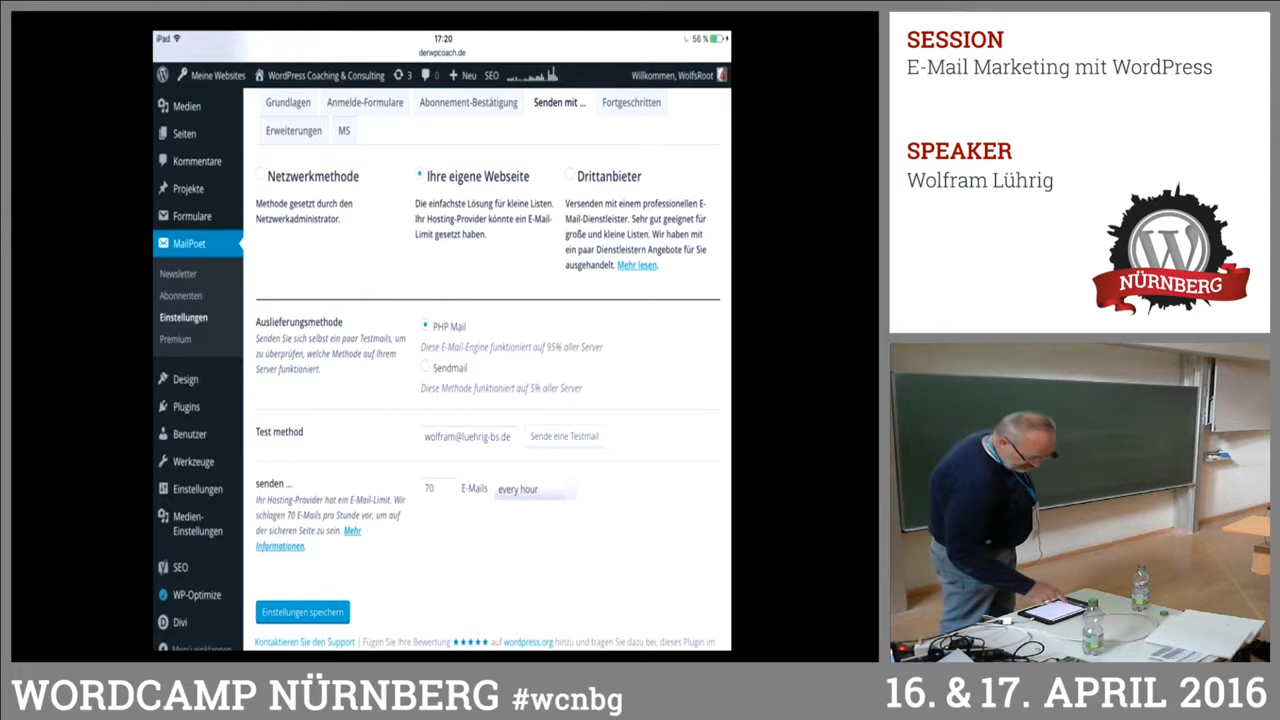 iPad
17:20
56 %
derwpcoach.de
Meine Websites
WordPress Coaching & Consulting
3
0
Neu
SEO
Willkommen, WolfsRoot
Medien
Seiten
Kommentare
Projekte
Formulare
MailPoet
Newsletter
Abonnenten
Einstellungen
Premium
Design
Plugins
Benutzer
Werkzeuge
Einstellungen
Medien-
Einstellungen
SEO
WP-Optimize
Divi
Grundlagen
Anmelde-Formulare
Abonnement-Bestätigung
Senden mit ...
Fortgeschritten
Erweiterungen
MS
Netzwerkmethode
Methode gesetzt durch den
Netzwerkadministrator.
Ihre eigene Webseite
Die einfachste Lösung für kleine Listen.
Ihr Hosting-Provider könnte ein E-Mail-
Limit gesetzt haben.
Drittanbieter
Versenden mit einem professionellen E-
Mail-Dienstleister. Sehr gut geeignet für
große und kleine Listen. Wir haben mit
ein paar Dienstleistern Angebote für Sie
ausgehandelt. Mehr lesen.
Auslieferungsmethode
Senden Sie sich selbst ein paar Testmails, um
zu überprüfen, welche Methode auf Ihrem
Server funktioniert.
PHP Mail
Diese E-Mail-Engine funktioniert auf 95% aller Server
Sendmail
Diese Methode funktioniert auf 5% aller Server
Test method
wolfram@luehrig-bs.de
Sende eine Testmail
senden ...
Ihr Hosting-Provider hat ein E-Mail-Limit. Wir
schlagen 70 E-Mails pro Stunde vor, um auf
der sicheren Seite zu sein. Mehr
Informationen.
70
E-Mails
every hour
Einstellungen speichern
Kontaktieren Sie den Support | Fügen Sie Ihre Bewertung ★★★★★ auf wordpress.org hinzu und tragen Sie dazu bei, dieses Plugin im
SESSION
E-Mail Marketing mit WordPress
SPEAKER
Wolfram Lührig
W
NÜRNBERG
WORDCAMP NÜRNBERG #wcnbg
16. & 17. APRIL 2016